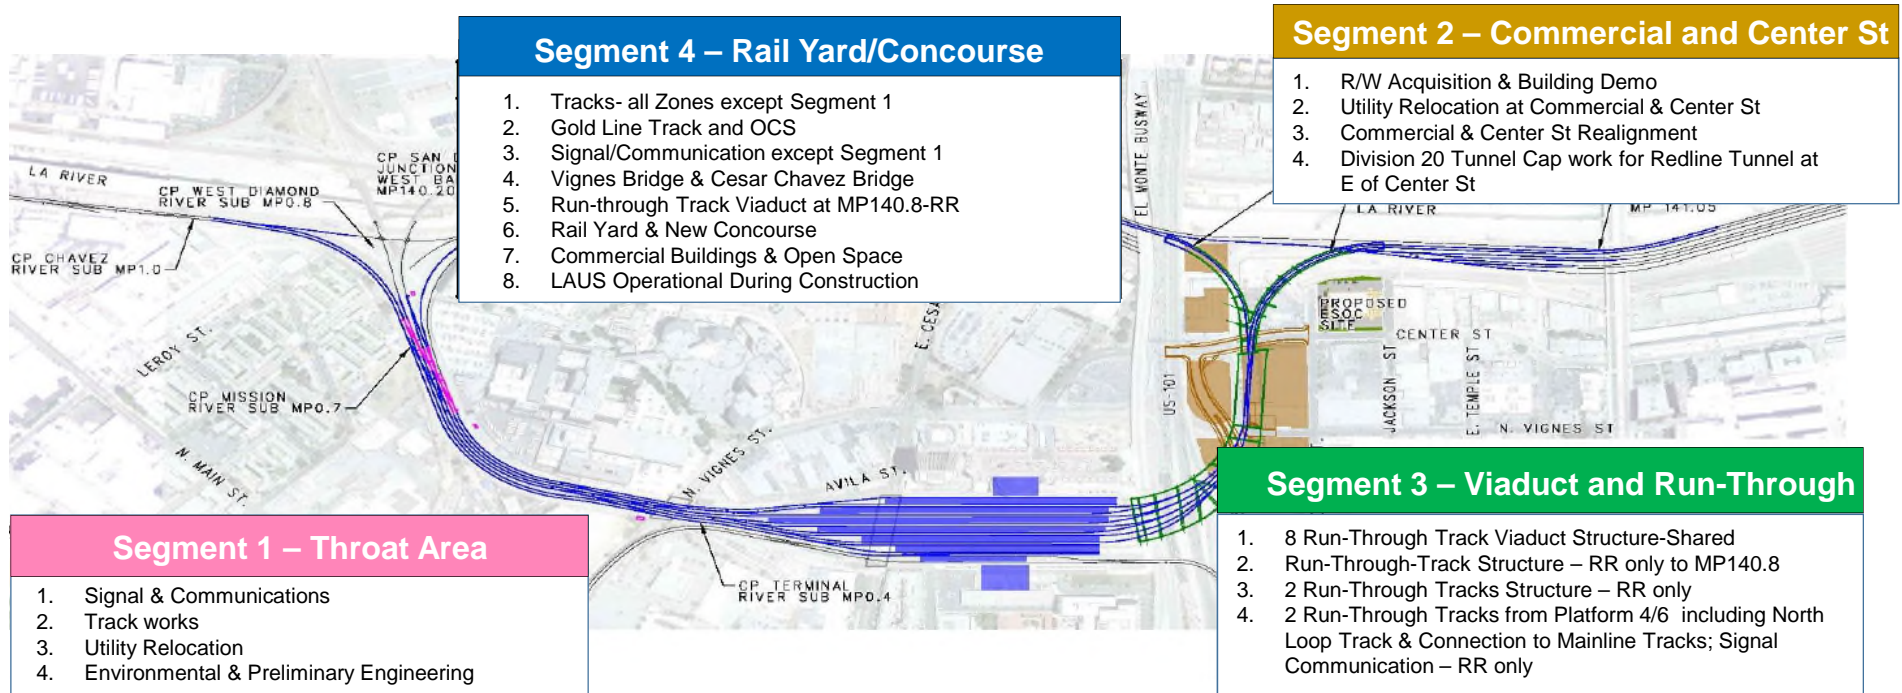 Segment 4 – Rail Yard/Concourse
1. Tracks- all Zones except Segment 1
2. Gold Line Track and OCS
3. Signal/Communication except Segment 1
4. Vignes Bridge & Cesar Chavez Bridge
5. Run-through Track Viaduct at MP140.8-RR
6. Rail Yard & New Concourse
7. Commercial Buildings & Open Space
8. LAUS Operational During Construction
Segment 2 – Commercial and Center St
1. R/W Acquisition & Building Demo
2. Utility Relocation at Commercial & Center St
3. Commercial & Center St Realignment
4. Division 20 Tunnel Cap work for Redline Tunnel at
E of Center St
LA RIVER
CP WEST DIAMOND
RIVER SUB MP0.8
CP SAN
JUNCTION
WEST BA
MP140.20
CP CHAVEZ
RIVER SUB MP1.0
LEROY ST.
CP MISSION
RIVER SUB MP0.7
N. MAIN ST.
N. VIGNES ST.
AVILA ST.
E. CESA
EL MONTE BUSWAY
US-101
LA RIVER
MP 141.05
PROPOSED
ESOC
SITE
CENTER ST
JACKSON ST
E. TEMPLE ST
N. VIGNES ST
CP TERMINAL
RIVER SUB MP0.4
Segment 1 – Throat Area
1. Signal & Communications
2. Track works
3. Utility Relocation
4. Environmental & Preliminary Engineering
Segment 3 – Viaduct and Run-Through
1. 8 Run-Through Track Viaduct Structure-Shared
2. Run-Through-Track Structure – RR only to MP140.8
3. 2 Run-Through Tracks Structure – RR only
4. 2 Run-Through Tracks from Platform 4/6 including North
Loop Track & Connection to Mainline Tracks; Signal
Communication – RR only